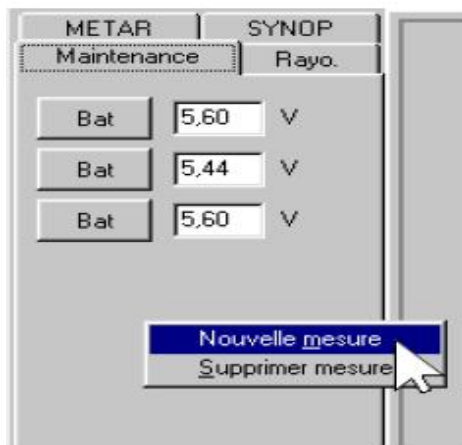 METAR SYNOP
Maintenance Rayo.
Bat 5,60 V
Bat 5,44 V
Bat 5,60 V
Nouvelle mesure
Supprimer mesure